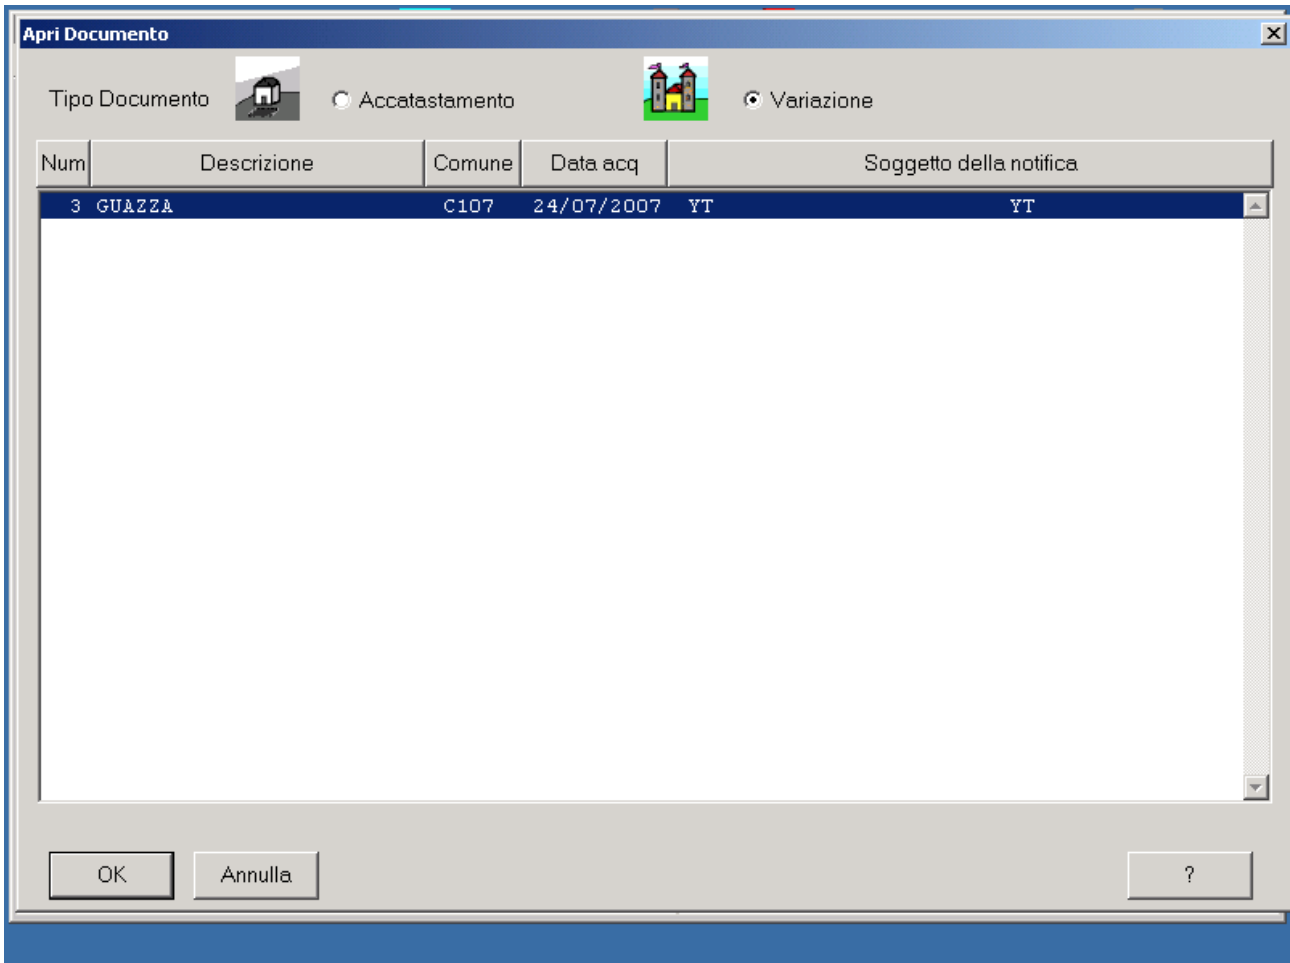 Apri Documento
Tipo Documento Accatastamento Variazione
Num Descrizione Comune Data acq Soggetto della notifica
3 GUAZZA C107 24/07/2007 YT YT
OK Annulla ?